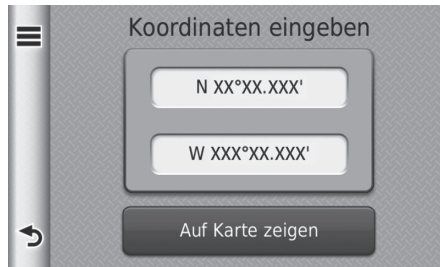 Koordinaten eingeben
N XX°XX.XXX'
W XXX°XX.XXX'
Auf Karte zeigen